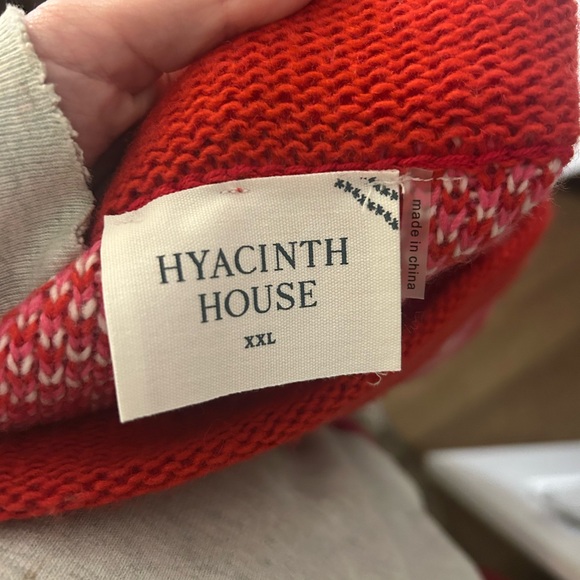 HYACINTH
HOUSE
XXL
made in china